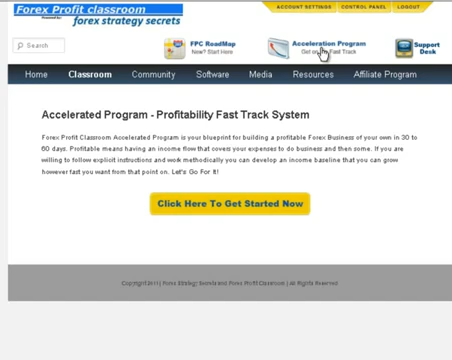 Forex Profit classroom
Powered by:
forex strategy secrets
ACCOUNT SETTINGS CONTROL PANEL LOGOUT
Search
FPC RoadMap
New? Start Here
Acceleration Program
Get on Fast Track
Support
Desk
Home Classroom Community Software Media Resources Affiliate Program
Accelerated Program - Profitability Fast Track System
Forex Profit Classroom Accelerated Program is your blueprint for building a profitable Forex Business of your own in 30 to
60 days. Profitable means having an income flow that covers your expenses to do business and then some. If you are
willing to follow explicit instructions and work methodically you can develop an income baseline that you can grow
however fast you want from that point on. Let's Go For It!
Click Here To Get Started Now
Copyright 2011 | Forex Strategy Secrets and Forex Profit Classroom | All Rights Reserved